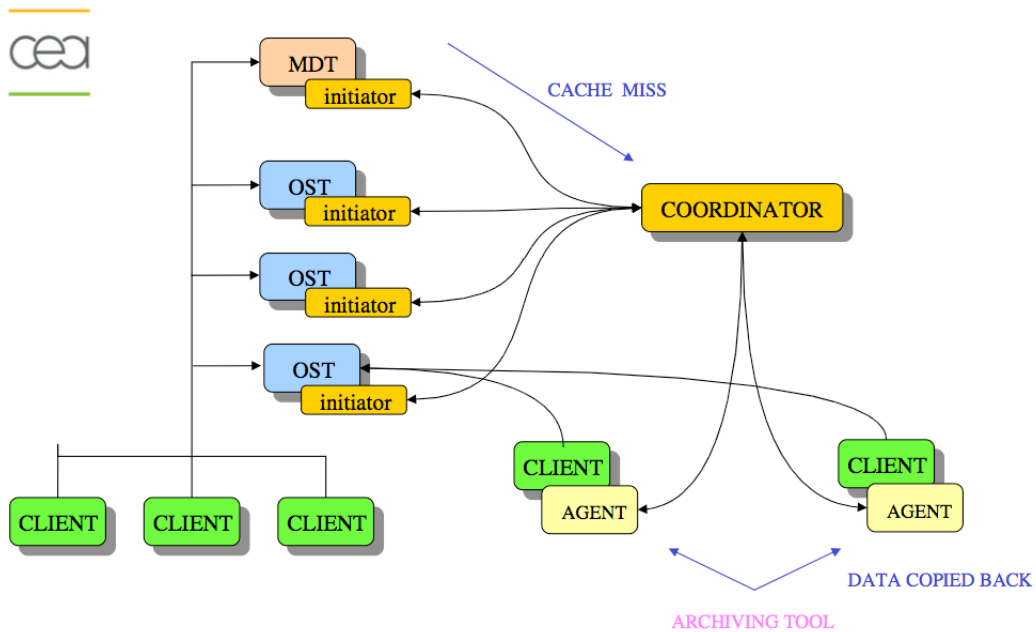 cea
MDT
initiator
CACHE MISS
OST
initiator
COORDINATOR
OST
initiator
OST
initiator
CLIENT
AGENT
CLIENT
AGENT
CLIENT
CLIENT
CLIENT
DATA COPIED BACK
ARCHIVING TOOL